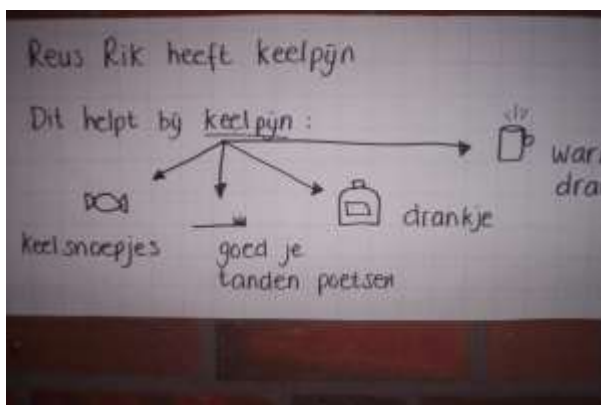 Reus Rik heeft keelpijn
Dit helpt bij keelpijn :
keelsnoepjes
goed je
tanden poetsen
drankje